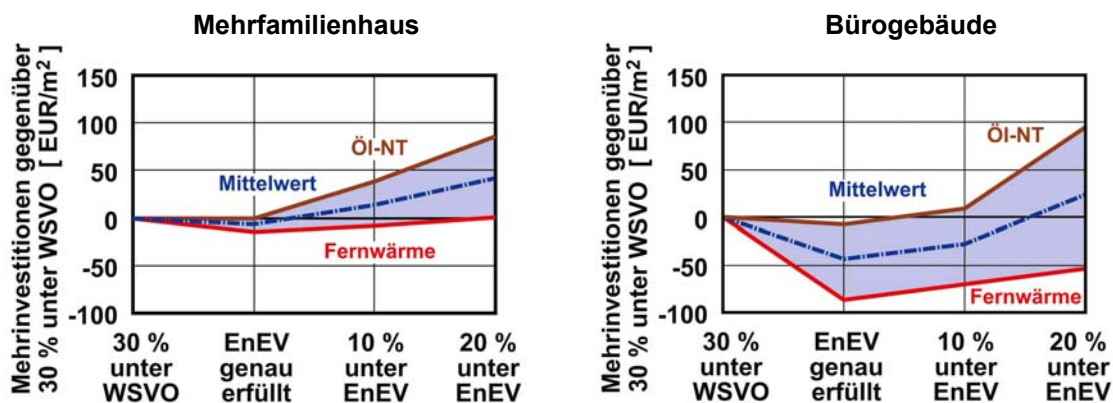 Mehrfamilienhaus
Mehrinvestitionen gegenüber
30 % unter WSVO [ EUR/m² ]
150
100
50
0
-50
-100
Öl-NT
Mittelwert
Fernwärme
30 % unter WSVO
EnEV genau erfüllt
10 % unter EnEV
20 % unter EnEV
Bürogebäude
Mehrinvestitionen gegenüber
30 % unter WSVO [ EUR/m² ]
150
100
50
0
-50
-100
Öl-NT
Mittelwert
Fernwärme
30 % unter WSVO
EnEV genau erfüllt
10 % unter EnEV
20 % unter EnEV